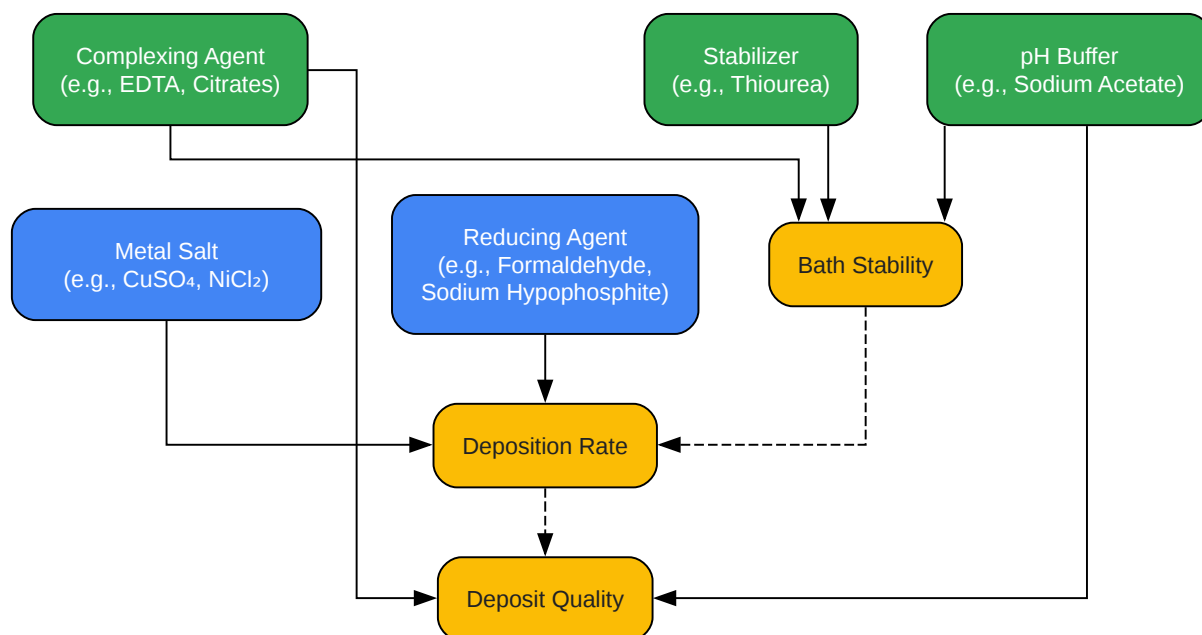 Complexing Agent
(e.g., EDTA, Citrates)
Stabilizer
(e.g., Thiourea)
pH Buffer
(e.g., Sodium Acetate)
Metal Salt
(e.g., CuSO₄, NiCl₂)
Reducing Agent
(e.g., Formaldehyde,
Sodium Hypophosphite)
Bath Stability
Deposition Rate
Deposit Quality